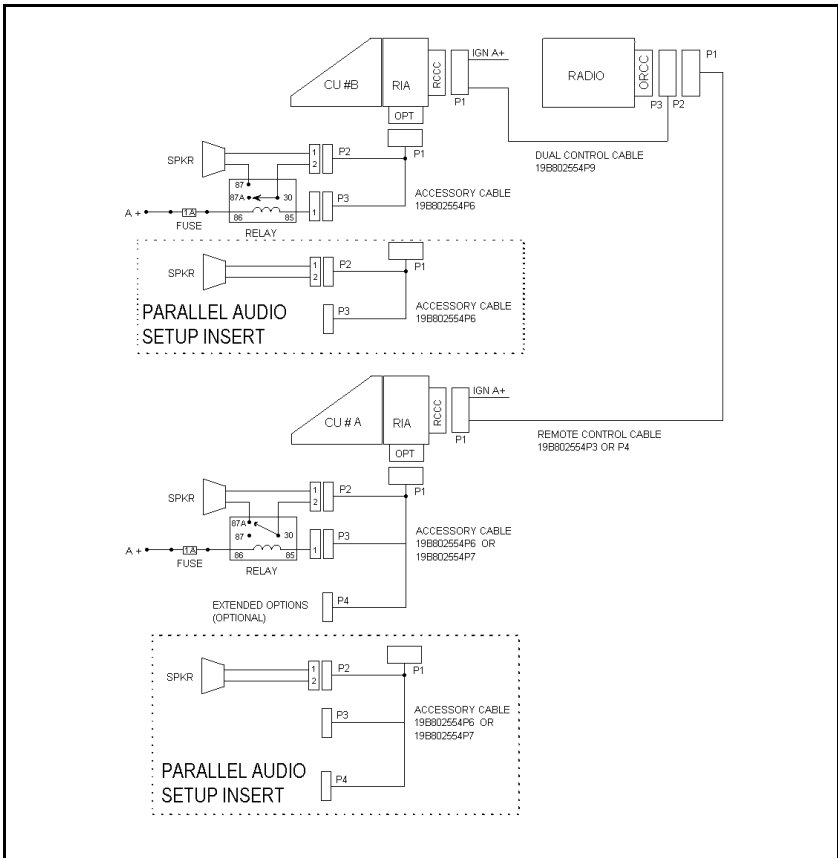 IGN A+
P1
CU #B
RIA
RCCC
RADIO
ORCC
OPT
P1
P3
P2
P1
DUAL CONTROL CABLE
19B802554P9
SPKR
1
2
P2
87
87A
30
P3
ACCESSORY CABLE
19B802554P6
A +
1A
86
85
1
FUSE
RELAY
SPKR
1
2
P2
P1
PARALLEL AUDIO
SETUP INSERT
P3
ACCESSORY CABLE
19B802554P6
IGN A+
CU # A
RIA
RCCC
P1
OPT
REMOTE CONTROL CABLE
19B802554P3 OR P4
P1
SPKR
1
2
P2
87A
87
30
P3
ACCESSORY CABLE
19B802554P6 OR
19B802554P7
A +
1A
86
85
1
FUSE
RELAY
EXTENDED OPTIONS
(OPTIONAL)
P4
SPKR
1
2
P2
P1
P3
ACCESSORY CABLE
19B802554P6 OR
19B802554P7
PARALLEL AUDIO
SETUP INSERT
P4